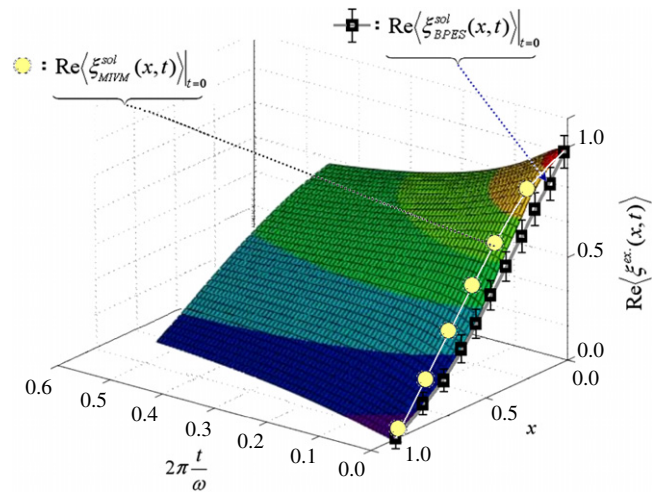 : Re⟨ξ^{sol}_{BPES}(x,t)⟩|_{t=0}
: Re⟨ξ^{sol}_{MIVM}(x,t)⟩|_{t=0}
1.0
0.5
0.0
Re⟨ξ^{ex.}(x,t)⟩
0.0
0.5
1.0
x
0.6
0.5
0.4
0.3
0.2
0.1
0.0
2π t/ω